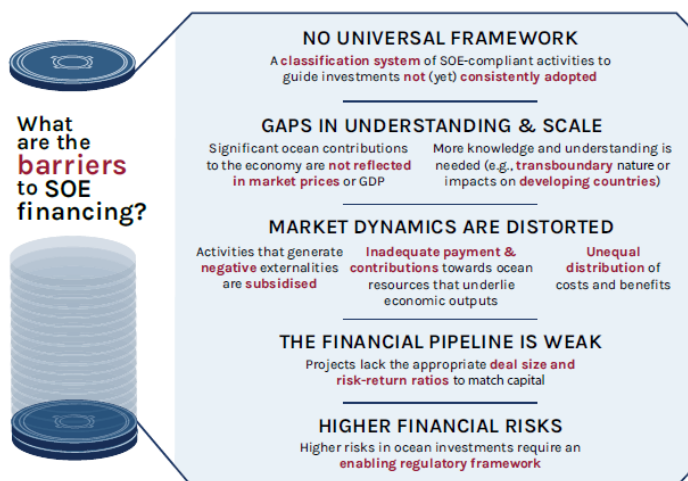 What
are the
barriers
to SOE
financing?
NO UNIVERSAL FRAMEWORK
A classification system of SOE-compliant activities to
guide investments not (yet) consistently adopted
GAPS IN UNDERSTANDING & SCALE
Significant ocean contributions
to the economy are not reflected
in market prices or GDP
More knowledge and understanding is
needed (e.g., transboundary nature or
impacts on developing countries)
MARKET DYNAMICS ARE DISTORTED
Activities that generate
negative externalities
are subsidised
Inadequate payment &
contributions towards ocean
resources that underlie
economic outputs
Unequal
distribution of
costs and benefits
THE FINANCIAL PIPELINE IS WEAK
Projects lack the appropriate deal size and
risk-return ratios to match capital
HIGHER FINANCIAL RISKS
Higher risks in ocean investments require an
enabling regulatory framework